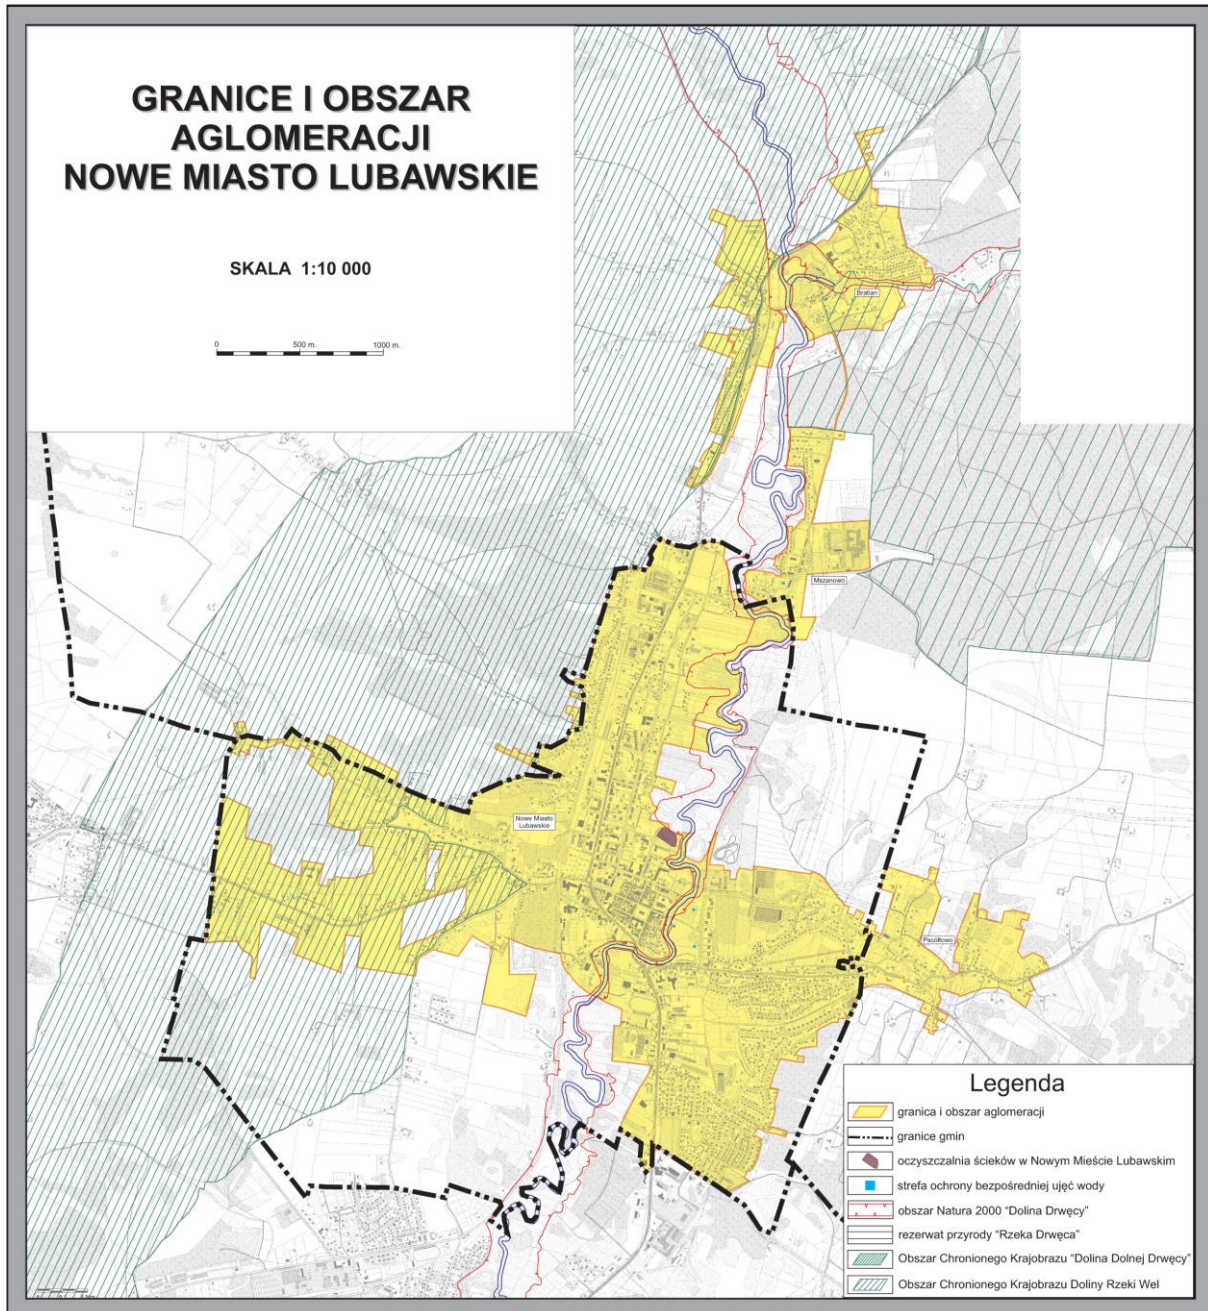 GRANICE I OBSZAR
AGLOMERACJI
NOWE MIASTO LUBAWSKIE
SKALA 1:10 000
0 500 m. 1000 m.
Bratian
Mszanowo
Nowe Miasto
Lubawskie
Pacółtowo
Legenda
granica i obszar aglomeracji
granice gmin
oczyszczalnia ścieków w Nowym Mieście Lubawskim
strefa ochrony bezpośredniej ujęć wody
obszar Natura 2000 “Dolina Drwęcy”
rezerwat przyrody “Rzeka Drwęca”
Obszar Chronionego Krajobrazu “Dolina Dolnej Drwęcy”
Obszar Chronionego Krajobrazu Doliny Rzeki Wel